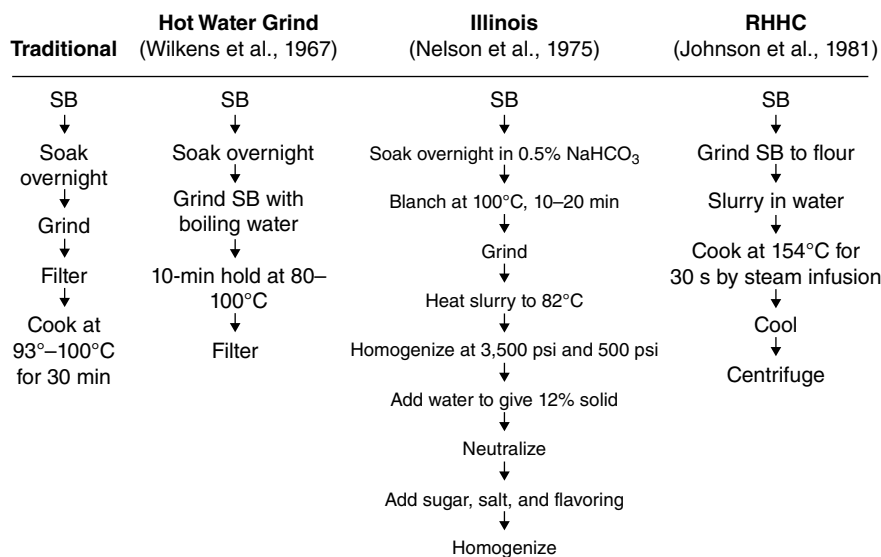 Traditional
SB
Soak
overnight
Grind
Filter
Cook at
93°–100°C
for 30 min
Hot Water Grind
(Wilkens et al., 1967)
SB
Soak overnight
Grind SB with
boiling water
10-min hold at 80–
100°C
Filter
Illinois
(Nelson et al., 1975)
SB
Soak overnight in 0.5% NaHCO₃
Blanch at 100°C, 10–20 min
Grind
Heat slurry to 82°C
Homogenize at 3,500 psi and 500 psi
Add water to give 12% solid
Neutralize
Add sugar, salt, and flavoring
Homogenize
RHHC
(Johnson et al., 1981)
SB
Grind SB to flour
Slurry in water
Cook at 154°C for
30 s by steam infusion
Cool
Centrifuge